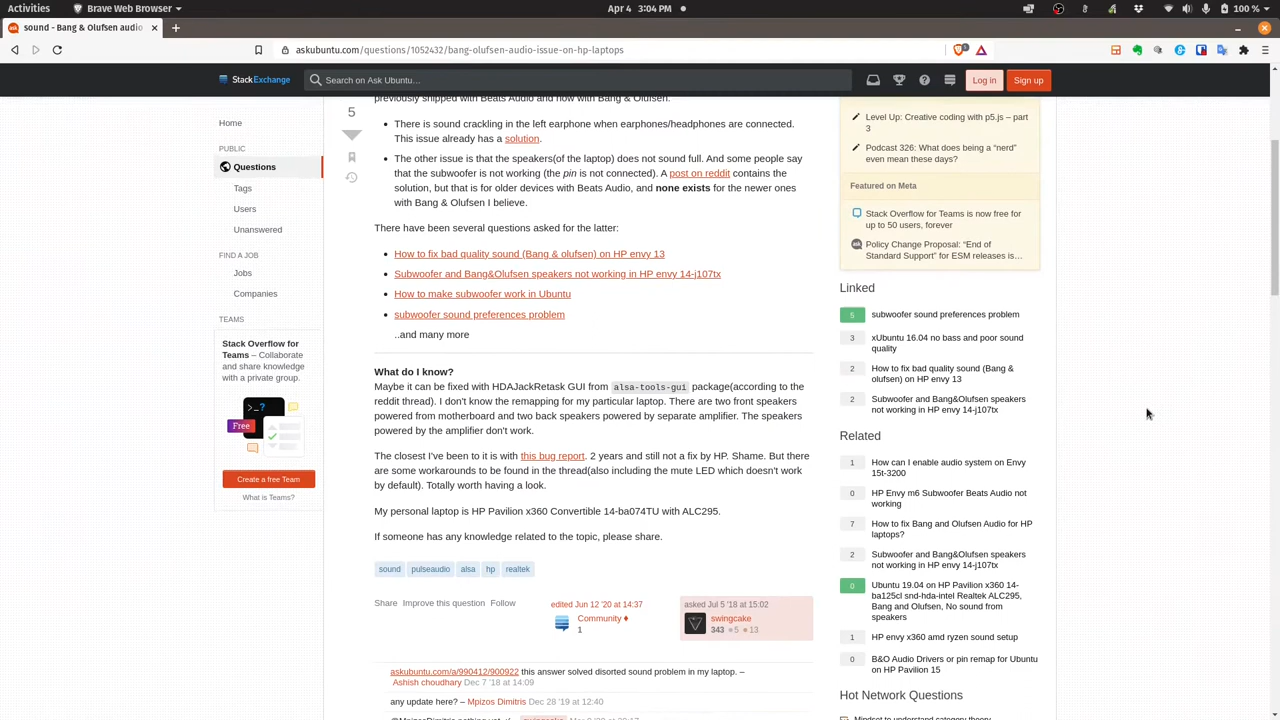 Activities
Brave Web Browser
Apr 4, 3:04 PM
100 %
sound - Bang & Olufsen audio
askubuntu.com/questions/1052432/bang-olufsen-audio-issue-on-hp-laptops
StackExchange
Search on Ask Ubuntu…
Log in
Sign up
Home
PUBLIC
Questions
Tags
Users
Unanswered
FIND A JOB
Jobs
Companies
TEAMS
Stack Overflow for
Teams – Collaborate
and share knowledge
with a private group.
>_?
Free
Create a free Team
What is Teams?
5
previously shipped with Beats Audio and now with Bang & Olufsen.
There is sound crackling in the left earphone when earphones/headphones are connected.
This issue already has a solution.
The other issue is that the speakers(of the laptop) does not sound full. And some people say
that the subwoofer is not working (the pin is not connected). A post on reddit contains the
solution, but that is for older devices with Beats Audio, and none exists for the newer ones
with Bang & Olufsen I believe.
There have been several questions asked for the latter:
How to fix bad quality sound (Bang & olufsen) on HP envy 13
Subwoofer and Bang&Olufsen speakers not working in HP envy 14-j107tx
How to make subwoofer work in Ubuntu
subwoofer sound preferences problem
..and many more
What do I know?
Maybe it can be fixed with HDAJackRetask GUI from alsa-tools-gui package(according to the
reddit thread). I don't know the remapping for my particular laptop. There are two front speakers
powered from motherboard and two back speakers powered by separate amplifier. The speakers
powered by the amplifier don't work.
The closest I've been to it is with this bug report. 2 years and still not a fix by HP. Shame. But there
are some workarounds to be found in the thread(also including the mute LED which doesn't work
by default). Totally worth having a look.
My personal laptop is HP Pavilion x360 Convertible 14-ba074TU with ALC295.
If someone has any knowledge related to the topic, please share.
sound pulseaudio alsa hp realtek
Share Improve this question Follow
edited Jun 12 '20 at 14:37
Community ♦
1
asked Jul 5 '18 at 15:02
swingcake
343 5 13
askubuntu.com/a/990412/900922 this answer solved disorted sound problem in my laptop. –
Ashish choudhary Dec 7 '18 at 14:09
any update here? – Mpizos Dimitris Dec 28 '19 at 12:40
Level Up: Creative coding with p5.js – part
3
Podcast 326: What does being a “nerd”
even mean these days?
Featured on Meta
Stack Overflow for Teams is now free for
up to 50 users, forever
Policy Change Proposal: “End of
Standard Support” for ESM releases is…
Linked
5 subwoofer sound preferences problem
3 xUbuntu 16.04 no bass and poor sound
quality
2 How to fix bad quality sound (Bang &
olufsen) on HP envy 13
2 Subwoofer and Bang&Olufsen speakers
not working in HP envy 14-j107tx
Related
1 How can I enable audio system on Envy
15t-3200
0 HP Envy m6 Subwoofer Beats Audio not
working
7 How to fix Bang and Olufsen Audio for HP
laptops?
2 Subwoofer and Bang&Olufsen speakers
not working in HP envy 14-j107tx
0 Ubuntu 19.04 on HP Pavilion x360 14-
ba125cl snd-hda-intel Realtek ALC295,
Bang and Olufsen, No sound from
speakers
1 HP envy x360 amd ryzen sound setup
0 B&O Audio Drivers or pin remap for Ubuntu
on HP Pavilion 15
Hot Network Questions
Mindset to understand category theory